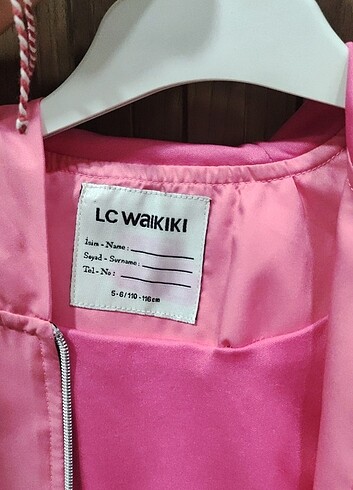 LC WAIKIKI
İsim - Name :
Soyad - Surname :
Tel - No :
5-6 / 110 - 116 cm